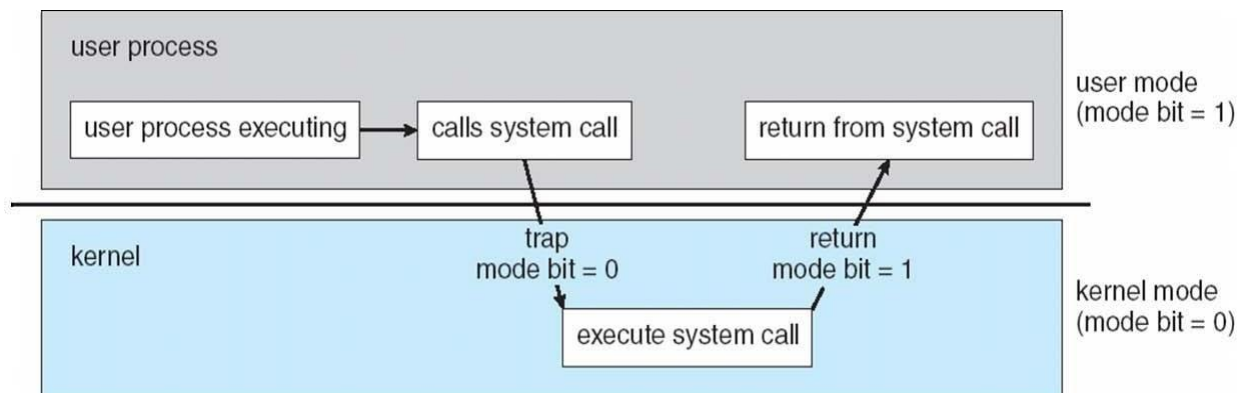 user process
user process executing
calls system call
return from system call
user mode
(mode bit = 1)
kernel
trap
mode bit = 0
return
mode bit = 1
execute system call
kernel mode
(mode bit = 0)